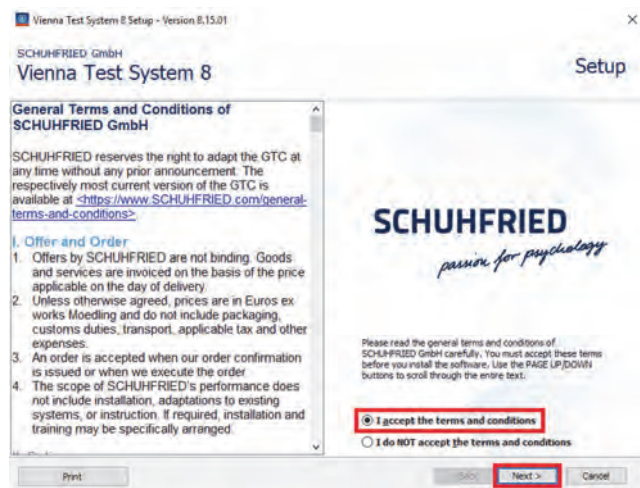 Vienna Test System 8 Setup - Version 8.15.01
SCHUHFRIED GmbH
Vienna Test System 8
Setup
General Terms and Conditions of
SCHUHFRIED GmbH
SCHUHFRIED reserves the right to adapt the GTC at
any time without any prior announcement. The
respectively most current version of the GTC is
available at <https://www.SCHUHFRIED.com/general-
terms-and-conditions>.
I. Offer and Order
1. Offers by SCHUHFRIED are not binding. Goods
and services are invoiced on the basis of the price
applicable on the day of delivery.
2. Unless otherwise agreed, prices are in Euros ex
works Moedling and do not include packaging,
customs duties, transport, applicable tax and other
expenses.
3. An order is accepted when our order confirmation
is issued or when we execute the order.
4. The scope of SCHUHFRIED's performance does
not include installation, adaptations to existing
systems, or instruction. If required, installation and
training may be specifically arranged.
SCHUHFRIED
passion for psychology
Please read the general terms and conditions of
SCHUHFRIED GmbH carefully. You must accept these terms
before you install the software. Use the PAGE UP/DOWN
buttons to scroll through the entire text.
I accept the terms and conditions
I do NOT accept the terms and conditions
Print
Next >
Cancel